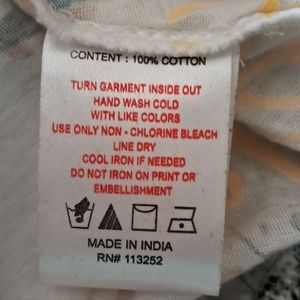 CONTENT : 100% COTTON
TURN GARMENT INSIDE OUT
HAND WASH COLD
WITH LIKE COLORS
USE ONLY NON - CHLORINE BLEACH
LINE DRY
COOL IRON IF NEEDED
DO NOT IRON ON PRINT OR
EMBELLISHMENT
MADE IN INDIA
RN# 113252